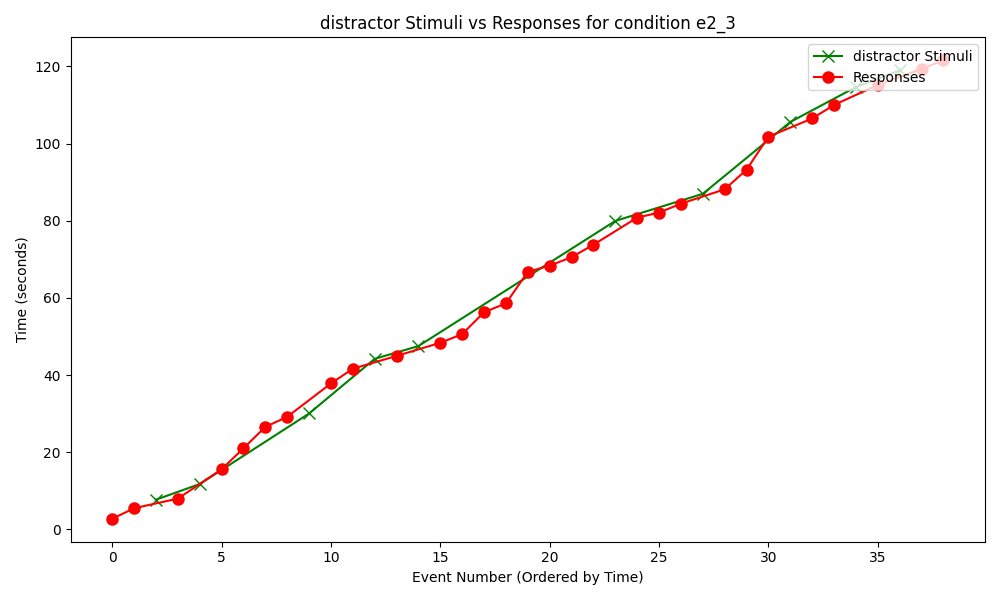 distractor Stimuli vs Responses for condition e2_3
distractor Stimuli
Responses
Time (seconds)
120
100
80
60
40
20
0
0 5 10 15 20 25 30 35
Event Number (Ordered by Time)